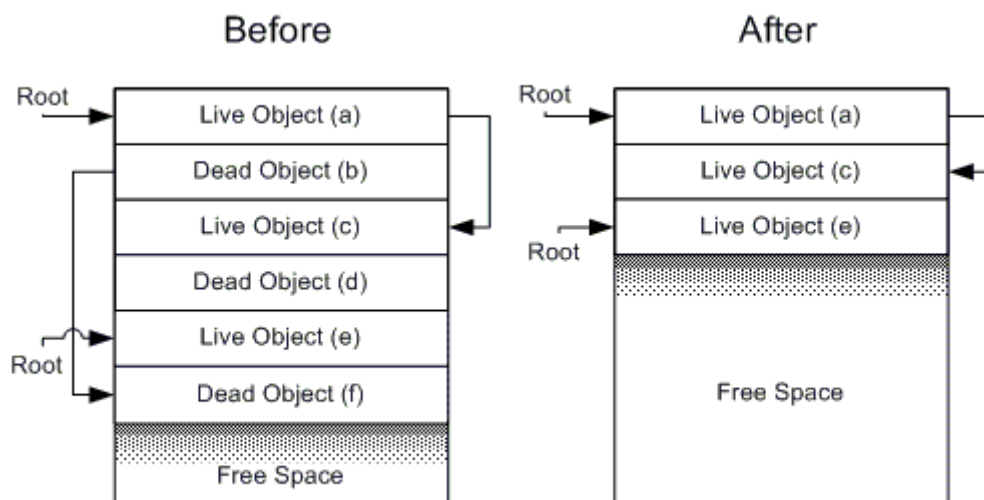 Before
Root
Live Object (a)
Dead Object (b)
Live Object (c)
Dead Object (d)
Live Object (e)
Root
Dead Object (f)
Free Space
After
Root
Live Object (a)
Live Object (c)
Live Object (e)
Root
Free Space